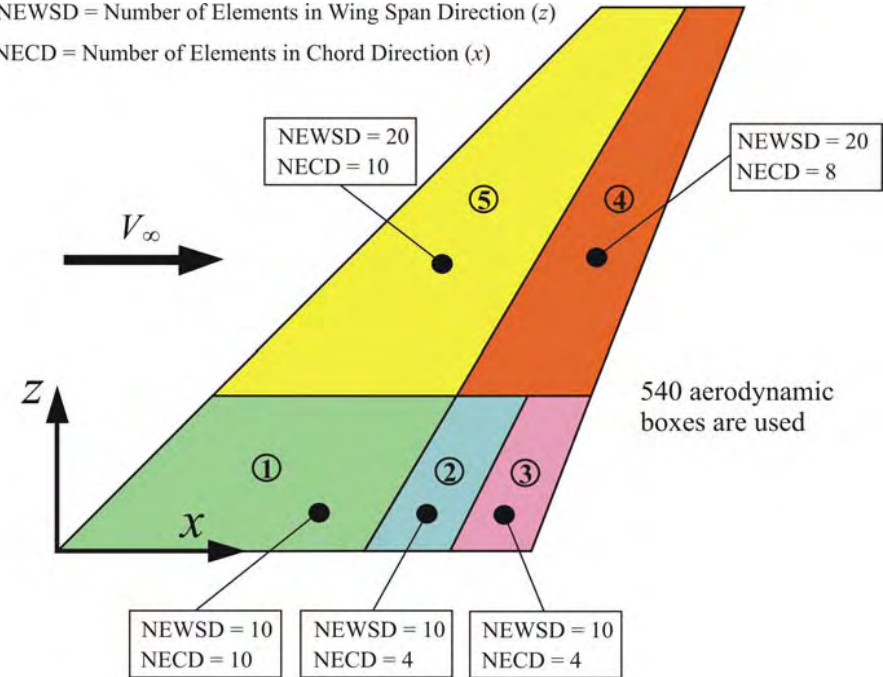 NEWSD = Number of Elements in Wing Span Direction (z)
NECD = Number of Elements in Chord Direction (x)
NEWSD = 20
NECD = 10
NEWSD = 20
NECD = 8
⑤
④
V∞
z
540 aerodynamic
boxes are used
①
②
③
x
NEWSD = 10
NECD = 10
NEWSD = 10
NECD = 4
NEWSD = 10
NECD = 4